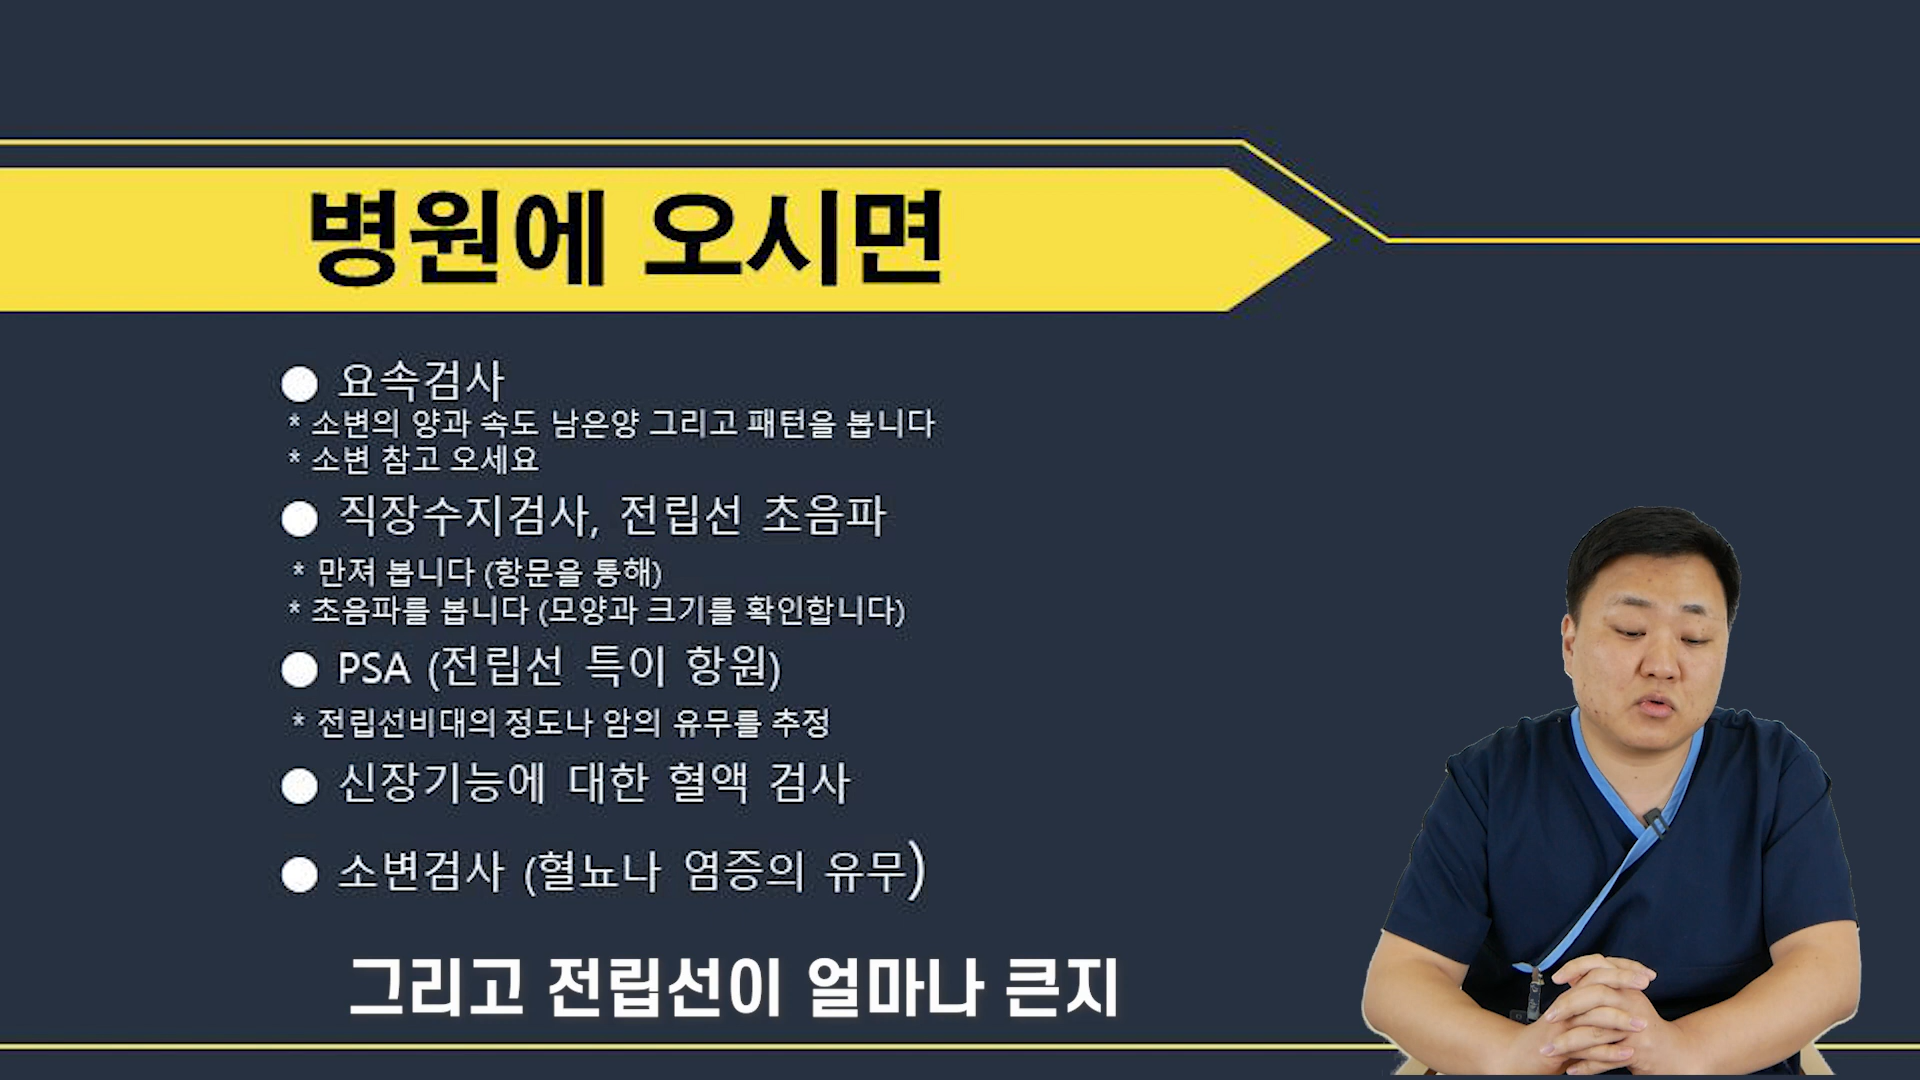 병원에 오시면
● 요속검사
* 소변의 양과 속도 남은양 그리고 패턴을 봅니다
* 소변 참고 오세요
● 직장수지검사, 전립선 초음파
* 만져 봅니다 (항문을 통해)
* 초음파를 봅니다 (모양과 크기를 확인합니다)
● PSA (전립선 특이 항원)
* 전립선비대의 정도나 암의 유무를 추정
● 신장기능에 대한 혈액 검사
● 소변검사 (혈뇨나 염증의 유무)
그리고 전립선이 얼마나 큰지